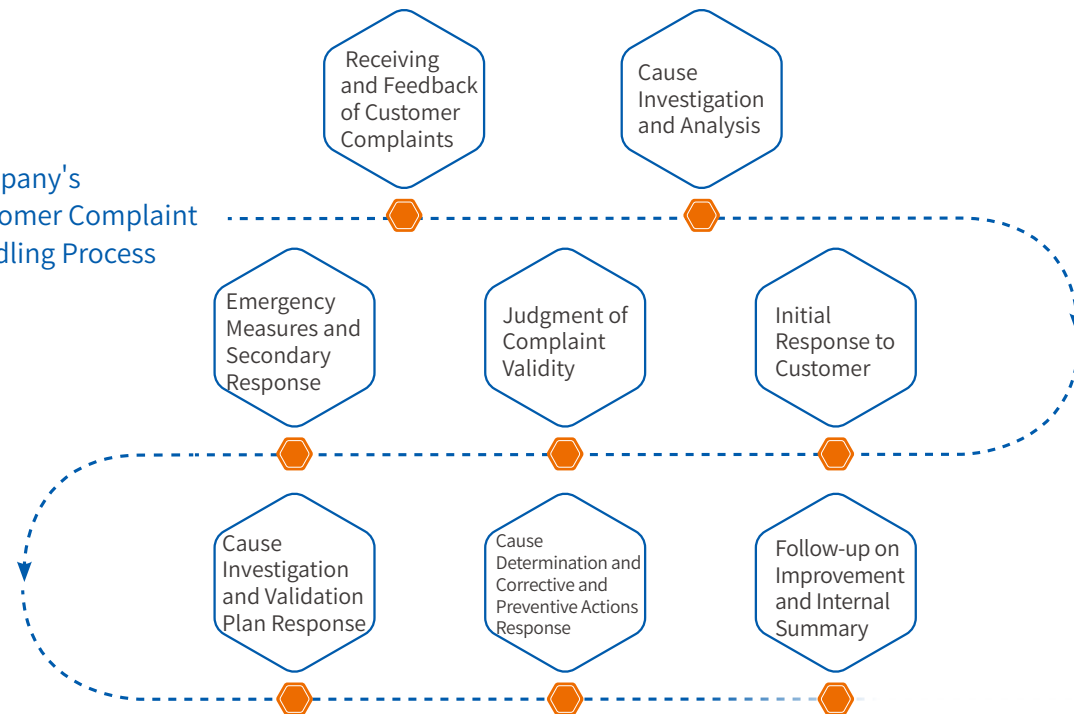 pany's
omer Complaint
dling Process
Receiving
and Feedback
of Customer
Complaints
Cause
Investigation
and Analysis
Initial
Response to
Customer
Judgment of
Complaint
Validity
Emergency
Measures and
Secondary
Response
Cause
Investigation
and Validation
Plan Response
Cause
Determination and
Corrective and
Preventive Actions
Response
Follow-up on
Improvement
and Internal
Summary